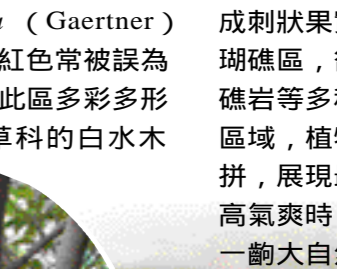 (Gaertner)
紅色常被誤為
此區多彩多形
草科的白水木
成刺狀果
瑚礁區，
礁岩等多種
區域，植物
拼，展現
高氣爽時
一齣大自然